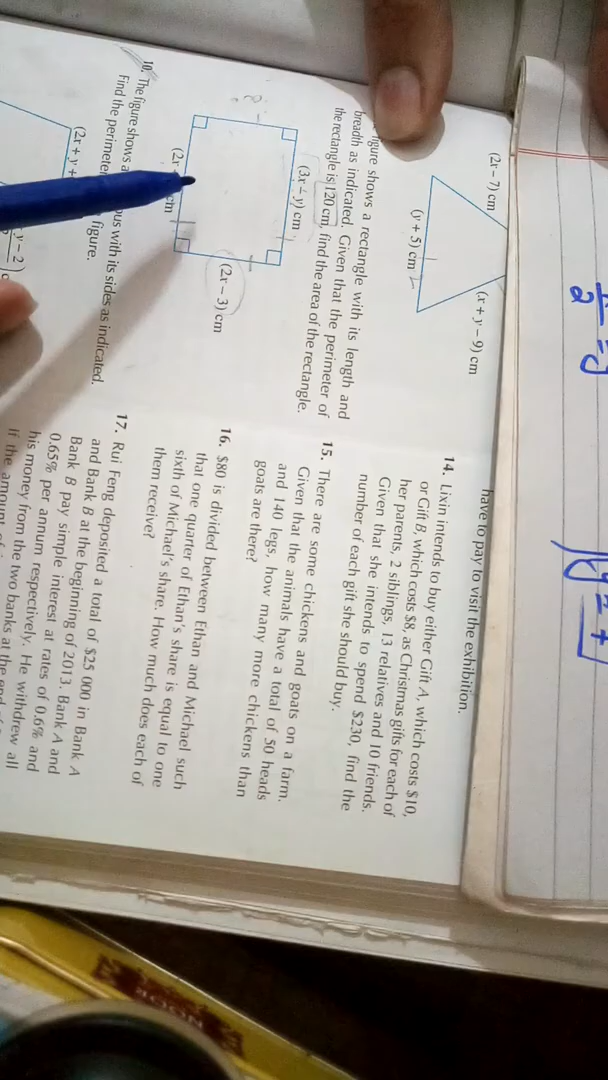 (2x – 7) cm
(x + y – 9) cm
(y + 5) cm
figure shows a rectangle with its length and
breadth as indicated. Given that the perimeter of
the rectangle is 120 cm, find the area of the rectangle.
(3x – y) cm
(2x – 3) cm
(2x
cm
10. The figure shows a
bus with its sides as indicated.
Find the perimeter
figure.
(2x + y +
y – 2
have to pay to visit the exhibition.
14. Lixin intends to buy either Gift A, which costs $10,
or Gift B, which costs $8, as Christmas gifts for each of
her parents, 2 siblings, 13 relatives and 10 friends.
Given that she intends to spend $230, find the
number of each gift she should buy.
15. There are some chickens and goats on a farm.
Given that the animals have a total of 50 heads
and 140 legs, how many more chickens than
goats are there?
16. $80 is divided between Ethan and Michael such
that one quarter of Ethan's share is equal to one
sixth of Michael's share. How much does each of
them receive?
17. Rui Feng deposited a total of $25 000 in Bank A
and Bank B at the beginning of 2013. Bank A and
Bank B pay simple interest at rates of 0.6% and
0.65% per annum respectively. He withdrew all
his money from the two banks at the end of
If the amount
NOOR